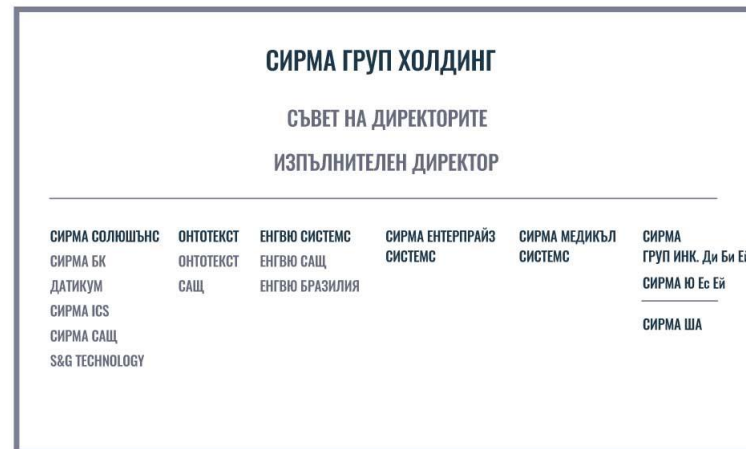 СИРМА ГРУП ХОЛДИНГ
СЪВЕТ НА ДИРЕКТОРИТЕ
ИЗПЪЛНИТЕЛЕН ДИРЕКТОР
СИРМА СОЛЮШЪНС
СИРМА БК
ДАТИКУМ
СИРМА ICS
СИРМА САЩ
S&G TECHNOLOGY
ОНТОТЕКСТ
ОНТОТЕКСТ
САЩ
ЕНГВЮ СИСТЕМС
ЕНГВЮ САЩ
ЕНГВЮ БРАЗИЛИЯ
СИРМА ЕНТЕРПРАЙЗ
СИСТЕМС
СИРМА МЕДИКЪЛ
СИСТЕМС
СИРМА
ГРУП ИНК. Ди Би Ей
СИРМА Ю Ес Ей
СИРМА ША